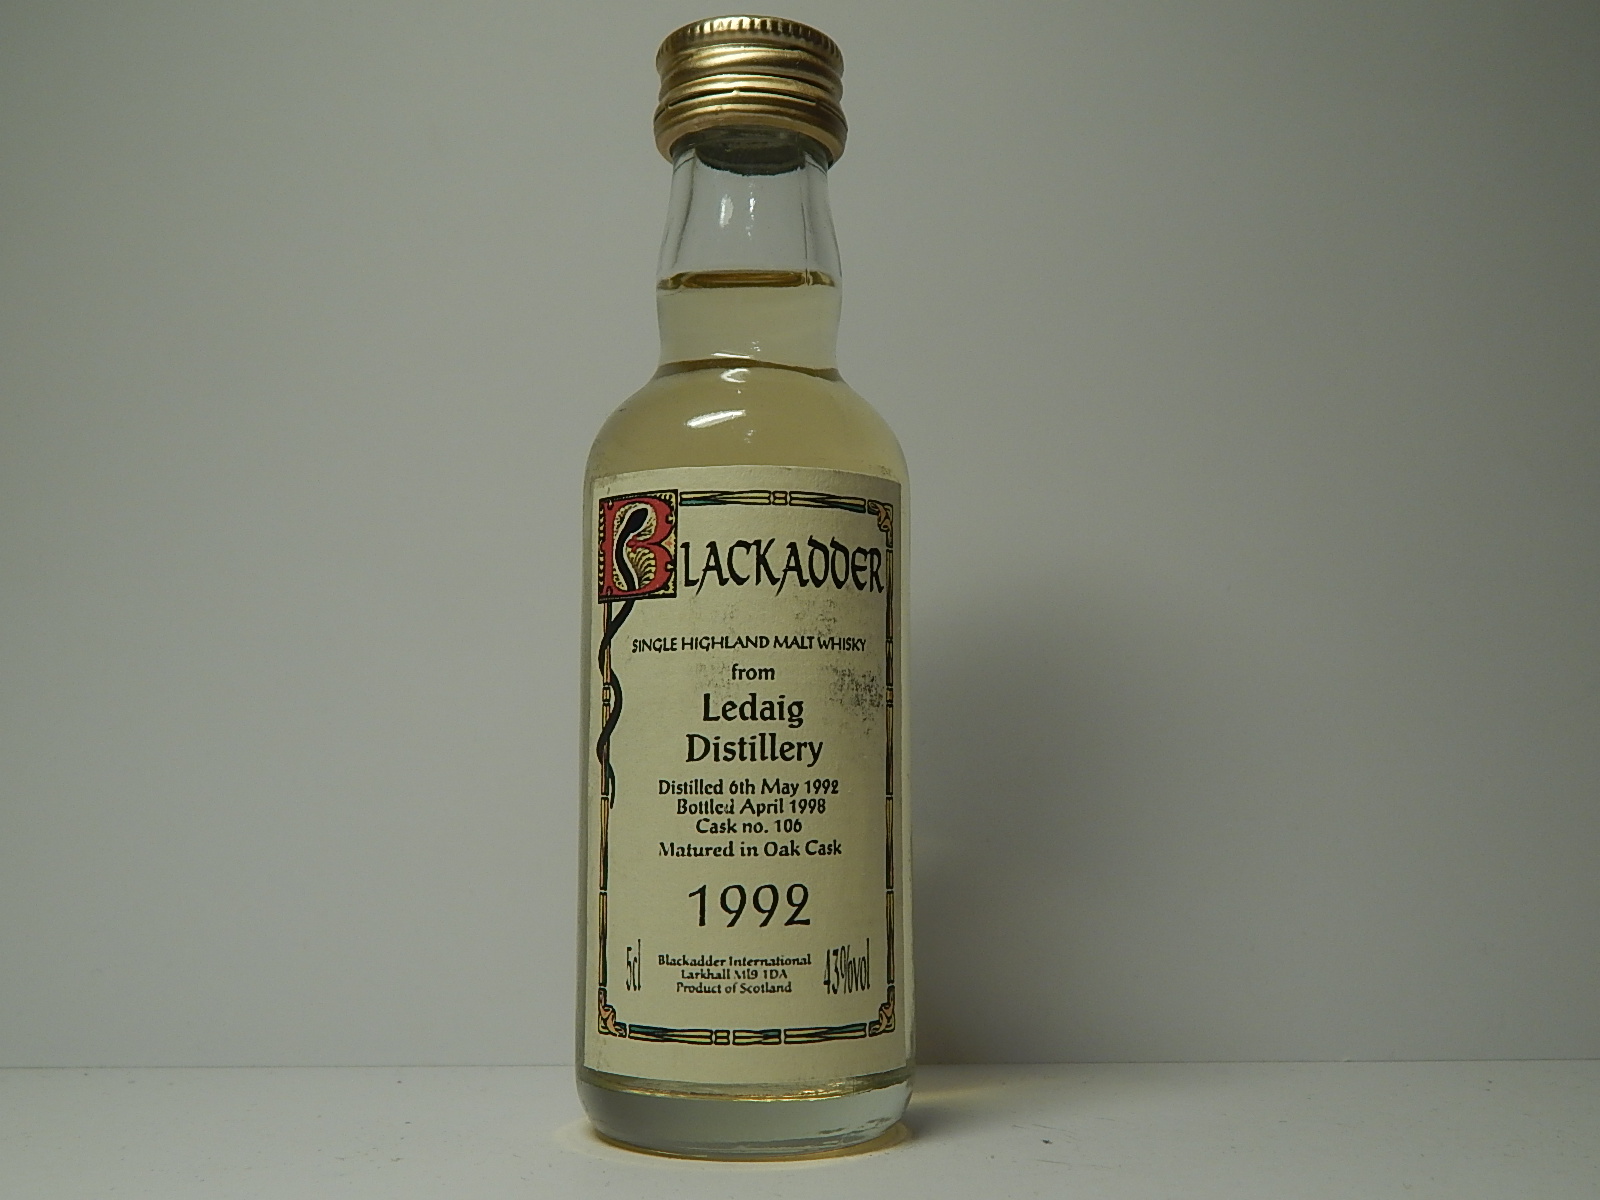 BLACKADDER
SINGLE HIGHLAND MALT WHISKY
from
Ledaig
Distillery
Distilled 6th May 1992
Bottled April 1998
Cask no. 106
Matured in Oak Cask
1992
5cl
Blackadder International
Larkhall Ml9 1DA
Product of Scotland
43%vol